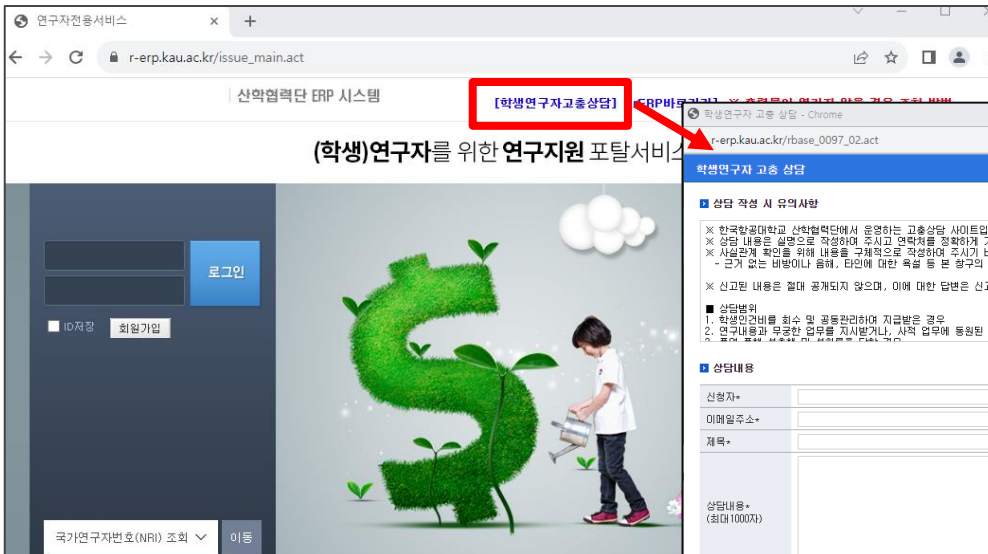 연구자전용서비스
r-erp.kau.ac.kr/issue_main.act
산학협력단 ERP 시스템
[학생연구자고충상담]
(학생)연구자를 위한 연구지원 포탈서비스
로그인
ID저장 회원가입
국가연구자번호(NRI) 조회 이동
학생연구자 고충 상담 - Chrome
r-erp.kau.ac.kr/rbase_0097_02.act
학생연구자 고충 상담
상담 작성 시 유의사항
※ 한국항공대학교 산학협력단에서 운영하는 고충상담 사이트입
※ 상담 내용은 실명으로 작성하여 주시고 연락처를 정확하게
※ 사실관계 확인을 위해 내용을 구체적으로 작성하여 주시기
- 근거 없는 비방이나 음해, 타인에 대한 욕설 등 본 창구의
※ 신고된 내용은 절대 공개되지 않으며, 이에 대한 답변은 신고
■ 상담범위
1. 학생인건비를 회수 및 공동관리하여 지급받은 경우
2. 연구내용과 무궁한 업무를 지시받거나, 사적 업무에 동원된
상담내용
신청자*
이메일주소*
제목*
상담내용*
(최대1000자)